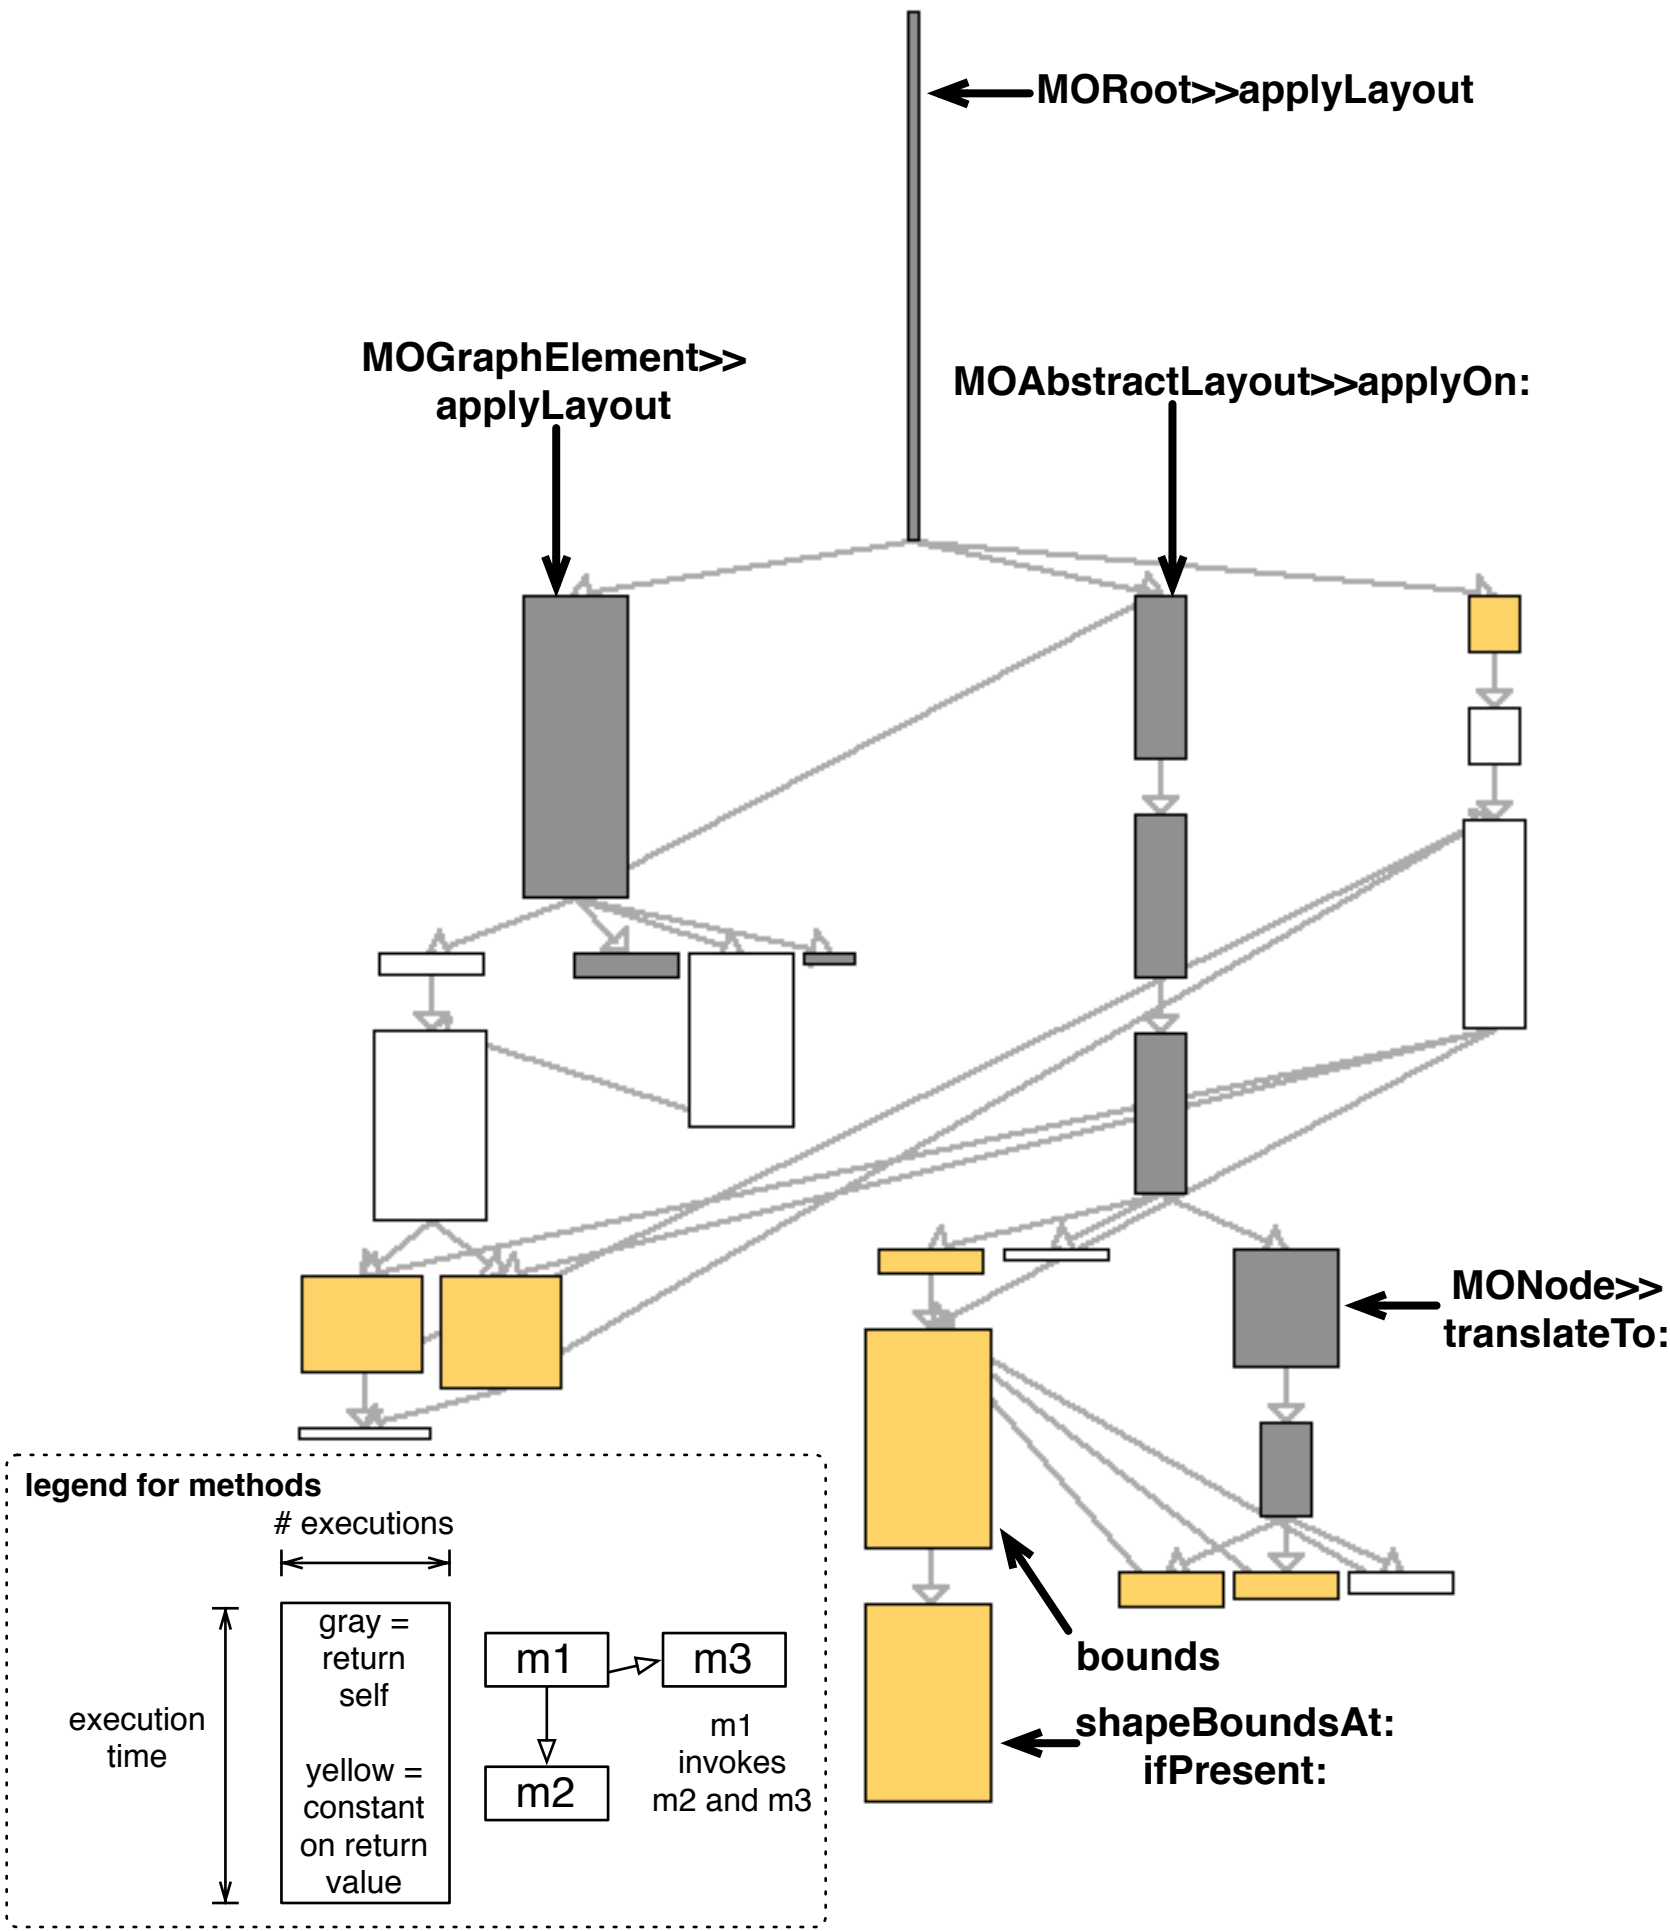 MORoot>>applyLayout
MOGraphElement>>
applyLayout
MOAbstractLayout>>applyOn:
MONode>>
translateTo:
bounds
shapeBoundsAt:
ifPresent:
legend for methods
# executions
execution
time
gray =
return
self
yellow =
constant
on return
value
m1
m3
m2
m1
invokes
m2 and m3